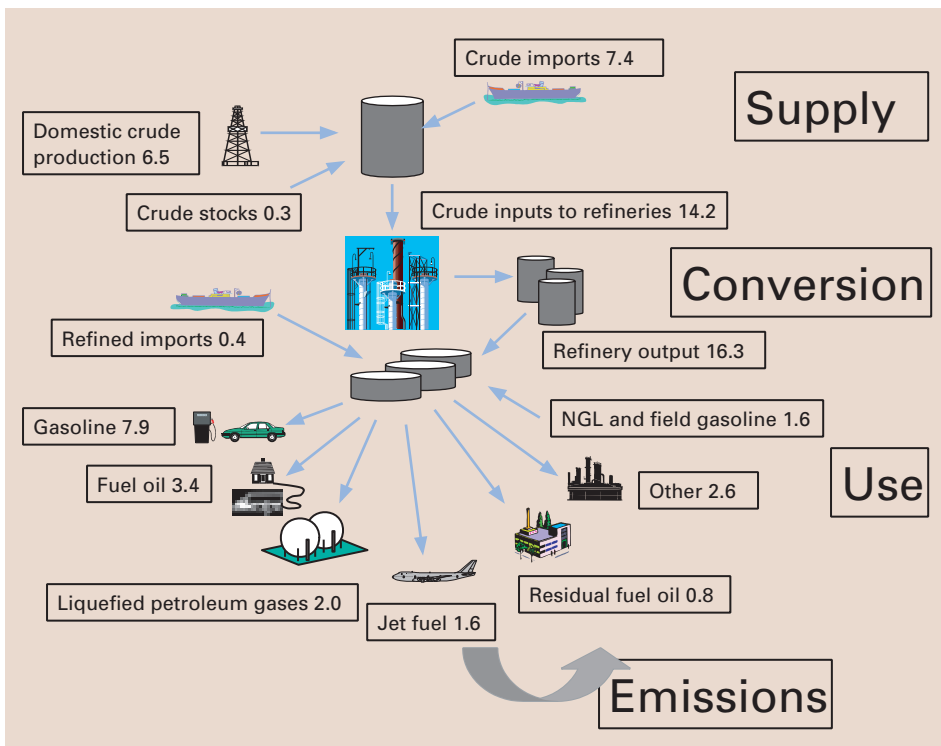 Crude imports 7.4
Supply
Domestic crude
production 6.5
Crude stocks 0.3
Crude inputs to refineries 14.2
Conversion
Refined imports 0.4
Refinery output 16.3
Gasoline 7.9
NGL and field gasoline 1.6
Fuel oil 3.4
Other 2.6
Use
Liquefied petroleum gases 2.0
Residual fuel oil 0.8
Jet fuel 1.6
Emissions